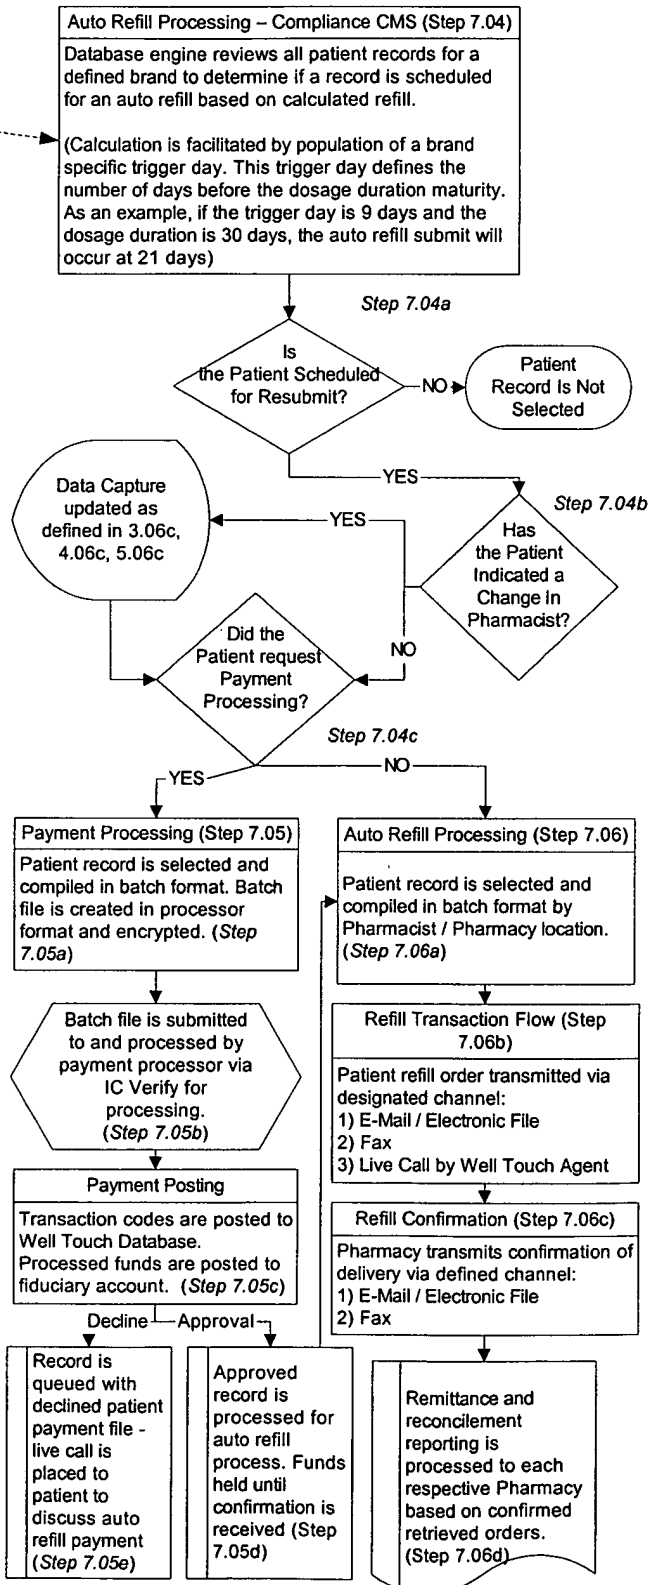 Auto Refill Processing – Compliance CMS (Step 7.04)
Database engine reviews all patient records for a
defined brand to determine if a record is scheduled
for an auto refill based on calculated refill.
(Calculation is facilitated by population of a brand
specific trigger day. This trigger day defines the
number of days before the dosage duration maturity.
As an example, if the trigger day is 9 days and the
dosage duration is 30 days, the auto refill submit will
occur at 21 days)
Step 7.04a
Is
the Patient Scheduled
for Resubmit?
NO
Patient
Record Is Not
Selected
YES
Step 7.04b
Has
the Patient
Indicated a
Change In
Pharmacist?
YES
Data Capture
updated as
defined in 3.06c,
4.06c, 5.06c
NO
Did the
Patient request
Payment
Processing?
Step 7.04c
YES
NO
Payment Processing (Step 7.05)
Patient record is selected and
compiled in batch format. Batch
file is created in processor
format and encrypted. (Step
7.05a)
Batch file is submitted
to and processed by
payment processor via
IC Verify for
processing.
(Step 7.05b)
Payment Posting
Transaction codes are posted to
Well Touch Database.
Processed funds are posted to
fiduciary account. (Step 7.05c)
Decline
Approval
Record is
queued with
declined patient
payment file -
live call is
placed to
patient to
discuss auto
refill payment
(Step 7.05e)
Approved
record is
processed for
auto refill
process. Funds
held until
confirmation is
received (Step
7.05d)
Auto Refill Processing (Step 7.06)
Patient record is selected and
compiled in batch format by
Pharmacist / Pharmacy location.
(Step 7.06a)
Refill Transaction Flow (Step
7.06b)
Patient refill order transmitted via
designated channel:
1) E-Mail / Electronic File
2) Fax
3) Live Call by Well Touch Agent
Refill Confirmation (Step 7.06c)
Pharmacy transmits confirmation of
delivery via defined channel:
1) E-Mail / Electronic File
2) Fax
Remittance and
reconcilement
reporting is
processed to each
respective Pharmacy
based on confirmed
retrieved orders.
(Step 7.06d)